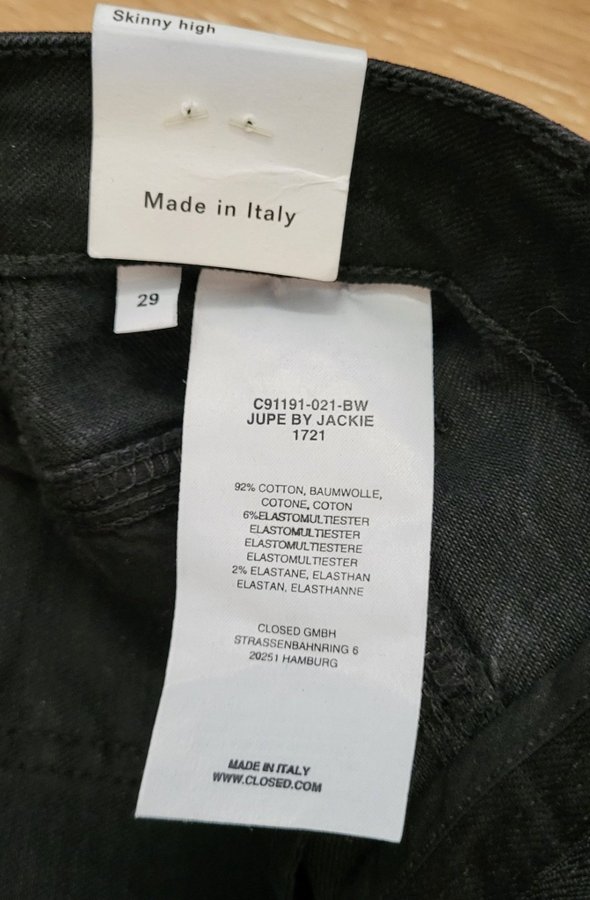 Skinny high
Made in Italy
29
C91191-021-BW
JUPE BY JACKIE
1721
92% COTTON, BAUMWOLLE,
COTONE, COTON
6%ELASTOMULTIESTER
ELASTOMULTIESTER
ELASTOMULTIESTERE
ELASTOMULTIESTER
2% ELASTANE, ELASTHAN
ELASTAN, ELASTHANNE
CLOSED GMBH
STRASSENBAHNRING 6
20251 HAMBURG
MADE IN ITALY
WWW.CLOSED.COM